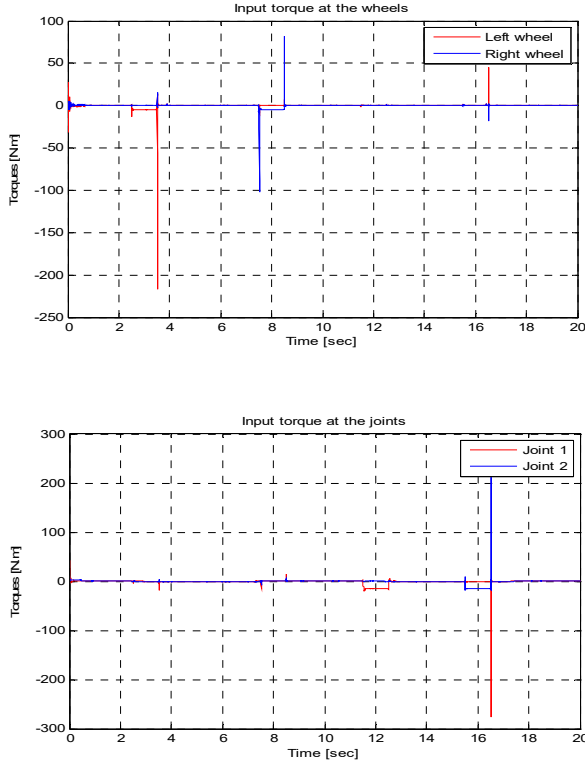 Input torque at the wheels
Left wheel
Right wheel
100
50
0
-50
-100
-150
-200
-250
Torques [Nm]
0 2 4 6 8 10 12 14 16 18 20
Time [sec]
Input torque at the joints
Joint 1
Joint 2
300
200
100
0
-100
-200
-300
Torques [N.m]
0 2 4 6 8 10 12 14 16 18 20
Time [sec]